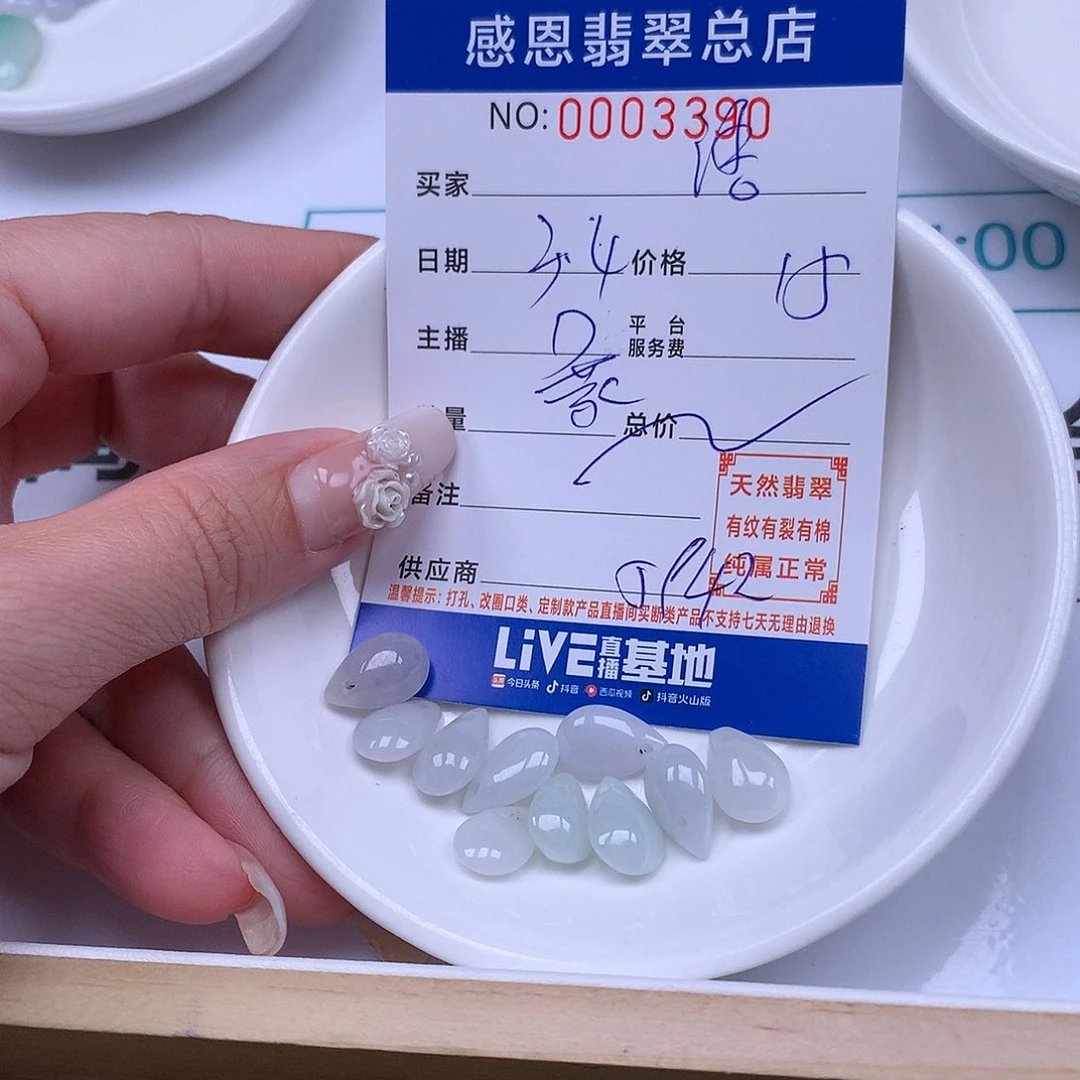 感恩翡翠总店
NO:0003390
买家
日期 3.4 价格
主播 平台服务费
量 总价
备注
天然翡翠
有纹有裂有棉
纯属正常
供应商
温馨提示：打孔、改圈口类、定制款产品直播间买断类产品不支持七天无理由退换
LiVE直播基地
今日头条 抖音 西瓜视频 抖音火山版
:00